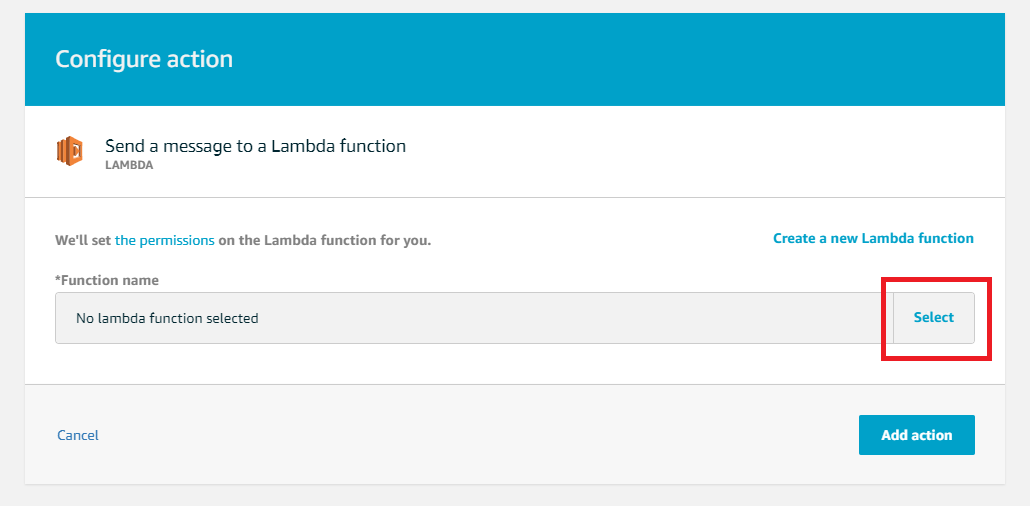 Configure action
Send a message to a Lambda function
LAMBDA
We'll set the permissions on the Lambda function for you.
Create a new Lambda function
*Function name
No lambda function selected
Select
Cancel
Add action